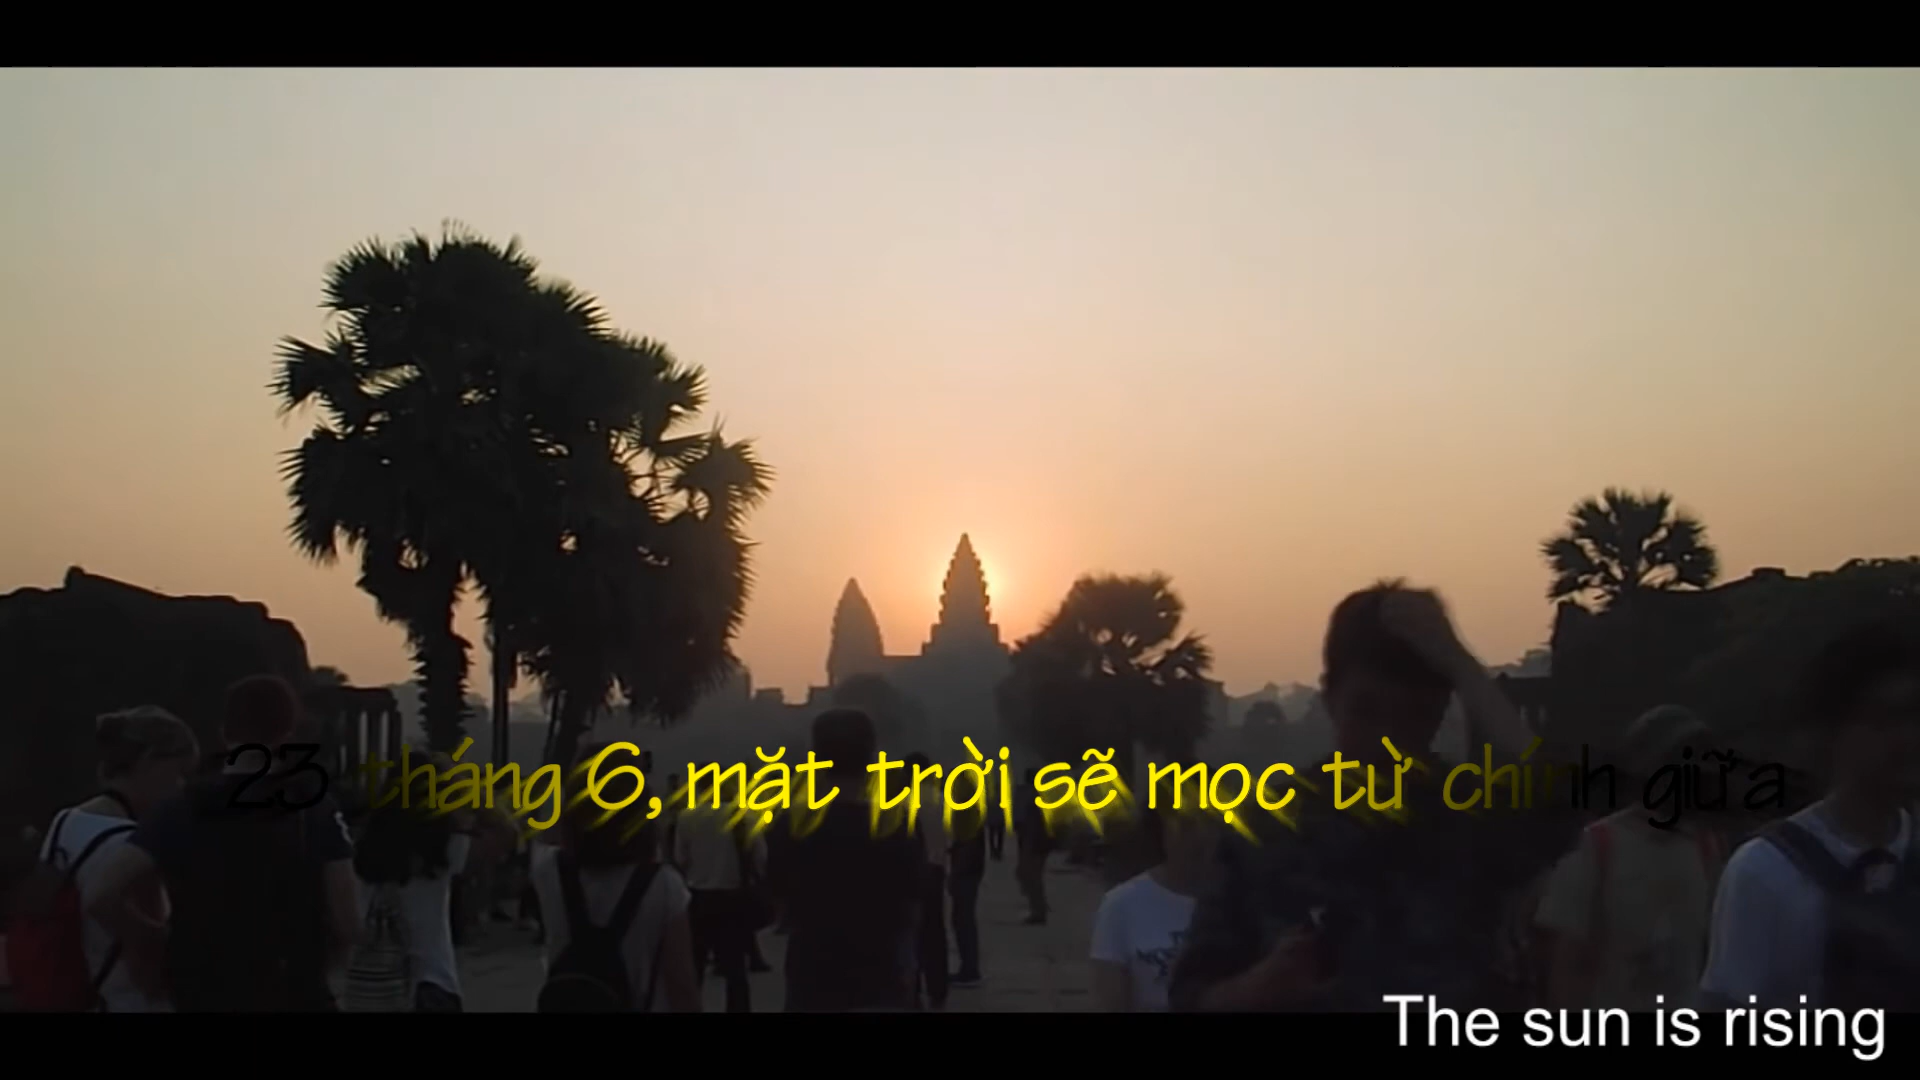 23 tháng 6, mặt trời sẽ mọc từ chính giữa
The sun is rising